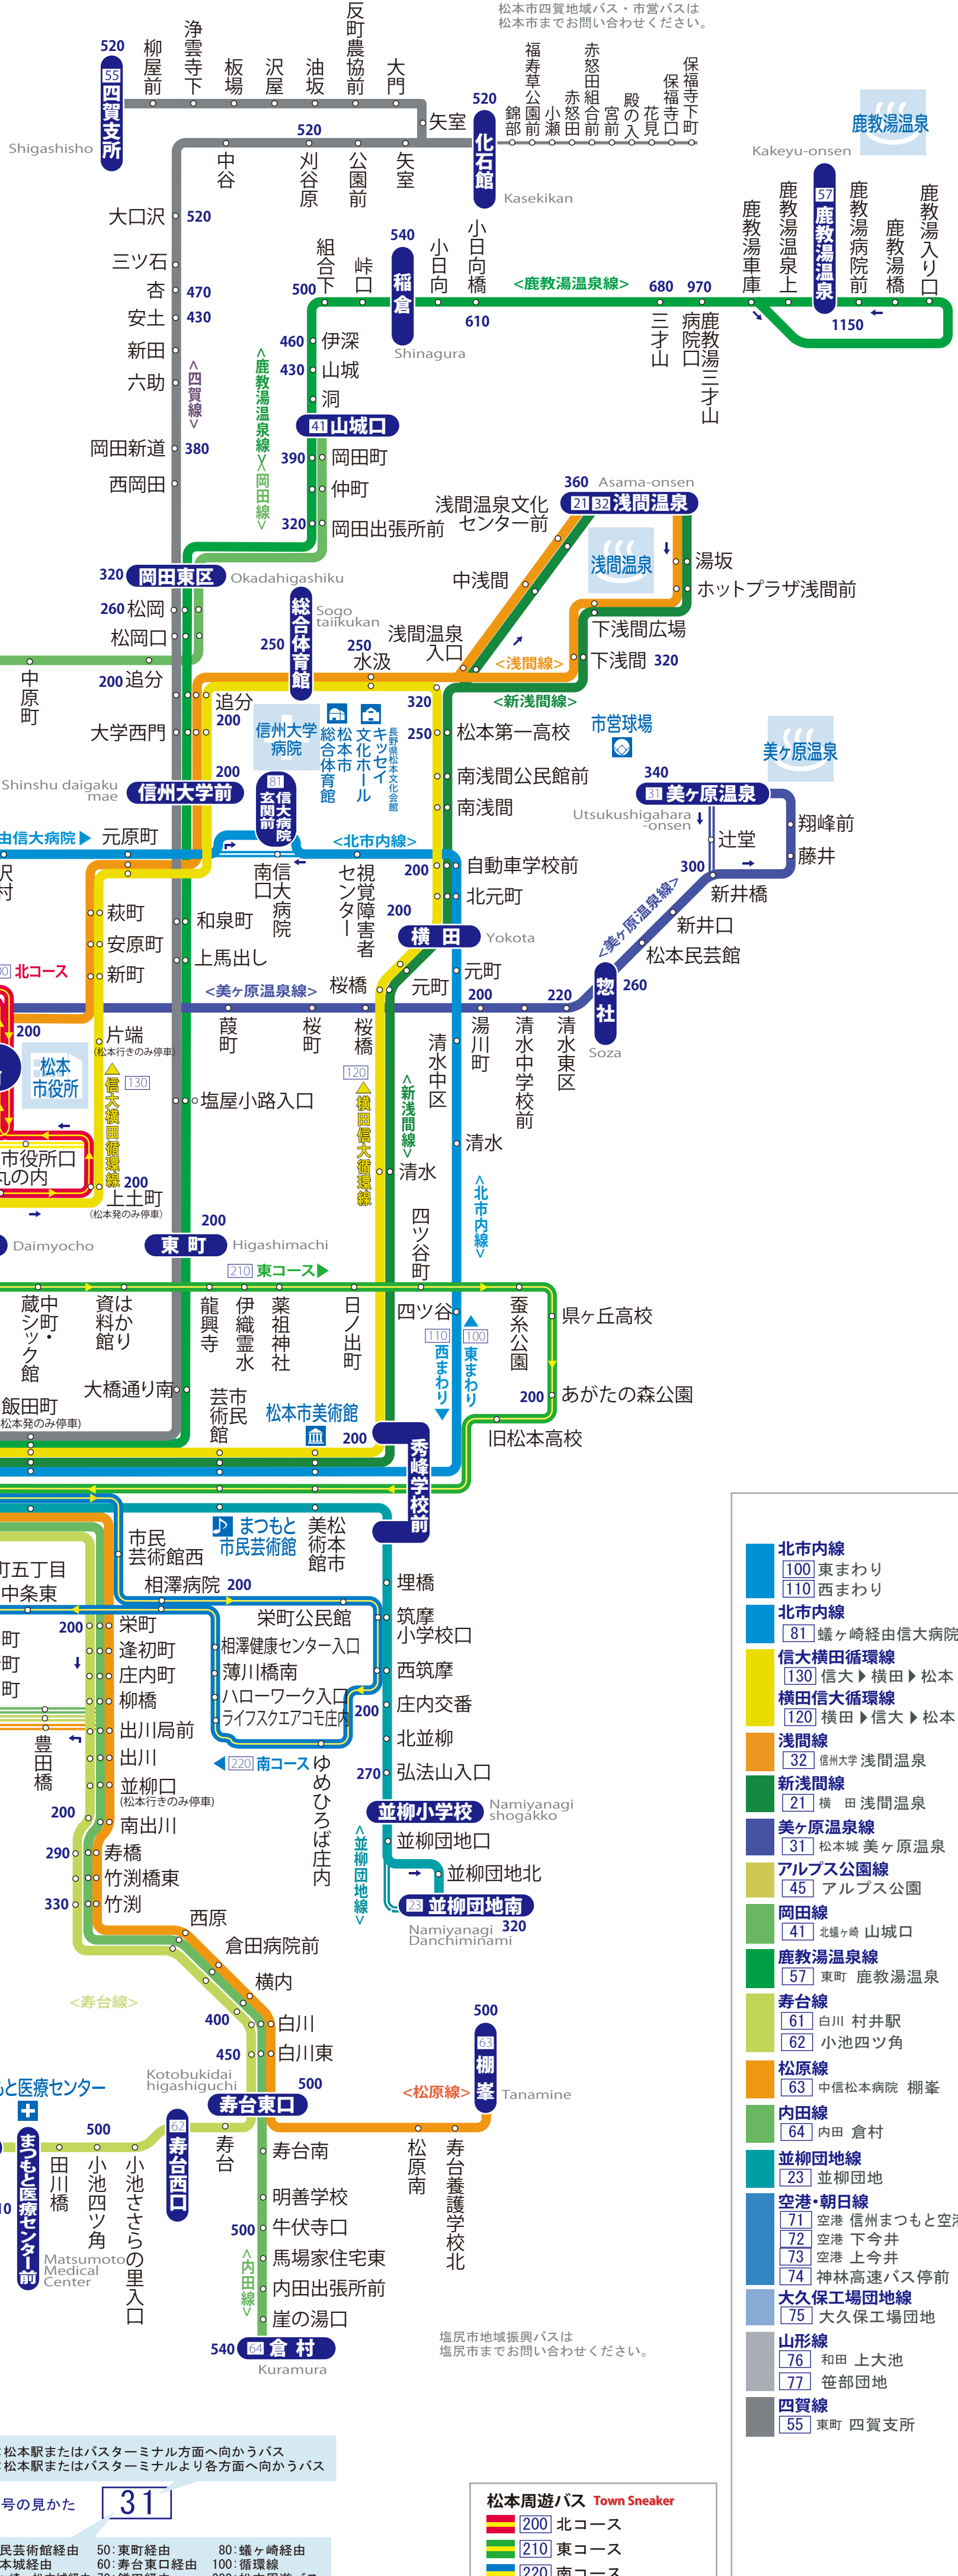 松本市四賀地域バス・市営バスは
松本市までお問い合わせください。
520
55 四賀支所
Shigashisho
柳屋前
浄雲寺下
板場
沢屋
油坂
反町農協前
大門
矢室
520
化石館
Kasekikan
錦部
福寿草公園前
小瀬
赤怒田
赤怒田組合前
宮前
殿の入
花見
保福寺口
保福寺下町
中谷
520
刈谷原
公園前
矢室
大口沢
520
三ツ石
杏
470
安土
430
新田
六助
<四賀線>
岡田新道
380
西岡田
鹿教湯温泉
Kakeyu-onsen
57 鹿教湯温泉
鹿教湯車庫
鹿教湯温泉上
鹿教湯病院前
鹿教湯橋
鹿教湯入り口
1150
500
組合下
峠口
540
稲倉
Shinagura
小日向
小日向橋
610
<鹿教湯温泉線>
680
三才山
970
鹿教湯三才山
病院口
460
伊深
430
山城
洞
41 山城口
<鹿教湯温泉線>
<岡田線>
390
岡田町
仲町
320
岡田出張所前
320
岡田東区
Okadahigashiku
260
松岡
松岡口
200
追分
中原町
追分
200
大学西門
Shinshu daigaku
mae
200
信州大学前
250
総合体育館
Sogo
taiikukan
250
水汲
信州大学
病院
松本市
総合体育館
キッセイ
文化ホール
長野県松本文化会館
81
信大病院
玄関前
360
Asama-onsen
21 32 浅間温泉
浅間温泉文化
センター前
中浅間
浅間温泉
入口
浅間温泉
湯坂
ホットプラザ浅間前
下浅間広場
下浅間
320
<浅間線>
<新浅間線>
320
250
松本第一高校
南浅間公民館前
南浅間
市営球場
美ヶ原温泉
340
31 美ヶ原温泉
Utsukushigahara
-onsen
翔峰前
藤井
辻堂
300
新井橋
新井口
松本民芸館
<美ヶ原温泉線>
惣社
260
Soza
由信大病院
元原町
信大病院
南口
<北市内線>
視覚障害者
センター
200
自動車学校前
北元町
200
横田
Yokota
元町
元町
萩町
安原町
新町
和泉町
上馬出し
北コース
200
松本
市役所
片端
(松本行きのみ停車)
130
信大横田循環線
<美ヶ原温泉線>
葭町
桜町
桜橋
桜橋
200
湯川町
清水中学校前
220
清水東区
清水中区
清水
清水
120
横田信大循環線
<新浅間線>
<北市内線>
塩屋小路入口
市役所口
丸の内
200
上土町
(松本発のみ停車)
Daimyocho
200
東町
Higashimachi
210 東コース
中町・
蔵シック館
はかり
資料館
龍興寺
伊織霊水
薬祖神社
日ノ出町
四ツ谷町
四ツ谷
110
西まわり
100
東まわり
蚕糸公園
県ヶ丘高校
200
あがたの森公園
旧松本高校
大橋通り南
飯田町
松本発のみ停車)
市民
芸術館
松本市美術館
200
秀峰学校前
まつもと
市民芸術館
松本市
美術館
市民
芸術館西
町五丁目
中条東
相澤病院
200
栄町公民館
相澤健康センター入口
薄川橋南
ハローワーク入口
ライフスクエアコモ庄内
200
220 南コース
ゆめひろば庄内
埋橋
筑摩
小学校口
西筑摩
庄内交番
北並柳
270
弘法山入口
並柳小学校
Namiyanagi
shogakko
並柳団地口
並柳団地北
<並柳団地線>
23 並柳団地南
Namiyanagi
Danchiminami
320
200
栄町
逢初町
庄内町
柳橋
出川局前
出川
並柳口
(松本行きのみ停車)
豊田橋
200
南出川
290
寿橋
竹渕橋東
330
竹渕
西原
倉田病院前
横内
400
白川
450
白川東
<寿台線>
Kotobukidai
higashiguchi
500
寿台東口
<松原線>
500
63 棚峯
Tanamine
松原南
寿台養護学校北
もと医療センター
まつもと医療センター前
Matsumoto
Medical
Center
田川橋
500
小池四ツ角
小池ささらの里入口
62 寿台西口
寿台
寿台南
明善学校
500
牛伏寺口
馬場家住宅東
内田出張所前
崖の湯口
<内田線>
540
64 倉村
Kuramura
塩尻市地域振興バスは
塩尻市までお問い合わせください。
北市内線
100 東まわり
110 西まわり
北市内線
81 蟻ヶ崎経由信大病院
信大横田循環線
130 信大▶横田▶松本
横田信大循環線
120 横田▶信大▶松本
浅間線
32 信州大学 浅間温泉
新浅間線
21 横田 浅間温泉
美ヶ原温泉線
31 松本城 美ヶ原温泉
アルプス公園線
45 アルプス公園
岡田線
41 北蟻ヶ崎 山城口
鹿教湯温泉線
57 東町 鹿教湯温泉
寿台線
61 白川 村井駅
62 小池四ツ角
松原線
63 中信松本病院 棚峯
内田線
64 内田 倉村
並柳団地線
23 並柳団地
空港・朝日線
71 空港 信州まつもと空港
72 空港 下今井
73 空港 上今井
74 神林高速バス停前
大久保工場団地線
75 大久保工場団地
山形線
76 和田 上大池
77 笹部団地
四賀線
55 東町 四賀支所
松本駅またはバスターミナル方面へ向かうバス
松本駅またはバスターミナルより各方面へ向かうバス
号の見かた
31
民芸術館経由 50:東町経由 80:蟻ヶ崎経由
本城経由 60:寿台東口経由 100:循環線
松本周遊バス Town Sneaker
200 北コース
210 東コース
220 南コース